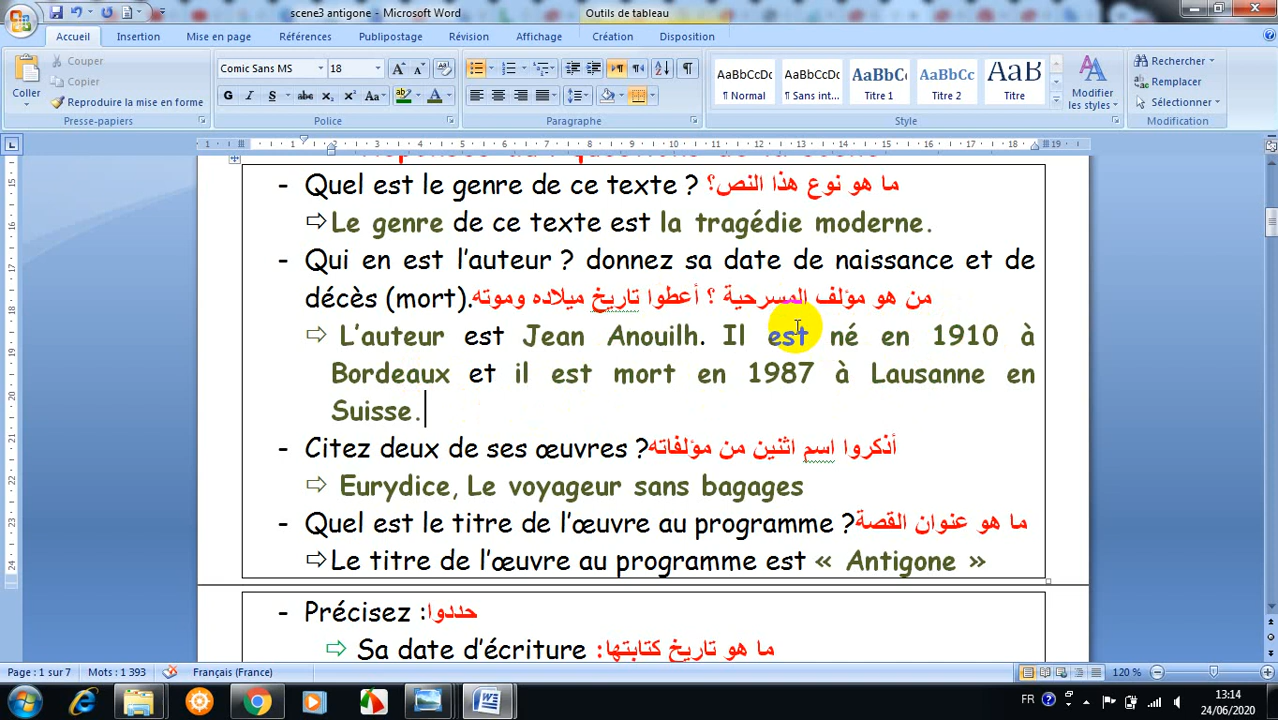 scene3 antigone - Microsoft Word
Outils de tableau
Accueil Insertion Mise en page Références Publipostage Révision Affichage Création Disposition
Coller
Couper
Copier
Reproduire la mise en forme
Presse-papiers
Comic Sans MS 18
G I S abe x₂ x² Aa
Police
Paragraphe
AaBbCcDc AaBbCcDc AaBbC AaBbCc AaB
¶ Normal ¶ Sans int... Titre 1 Titre 2 Titre
Modifier les styles
Style
Rechercher
Remplacer
Sélectionner
Modification
- Quel est le genre de ce texte ? ما هو نوع هذا النص؟
⇨ Le genre de ce texte est la tragédie moderne.
- Qui en est l’auteur ? donnez sa date de naissance et de
décès (mort). من هو مؤلف المسرحية ؟ أعطوا تاريخ ميلاده وموته
⇨ L’auteur est Jean Anouilh. Il est né en 1910 à
Bordeaux et il est mort en 1987 à Lausanne en
Suisse.
- Citez deux de ses œuvres ? أذكروا اسم اثنين من مؤلفاته
⇨ Eurydice, Le voyageur sans bagages
- Quel est le titre de l’œuvre au programme ? ما هو عنوان القصة
⇨ Le titre de l’œuvre au programme est « Antigone »
- Précisez : حددوا
⇨ Sa date d’écriture : ما هو تاريخ كتابتها
Page : 1 sur 7 Mots : 1 393 Français (France) 120 %
FR 13:14
24/06/2020